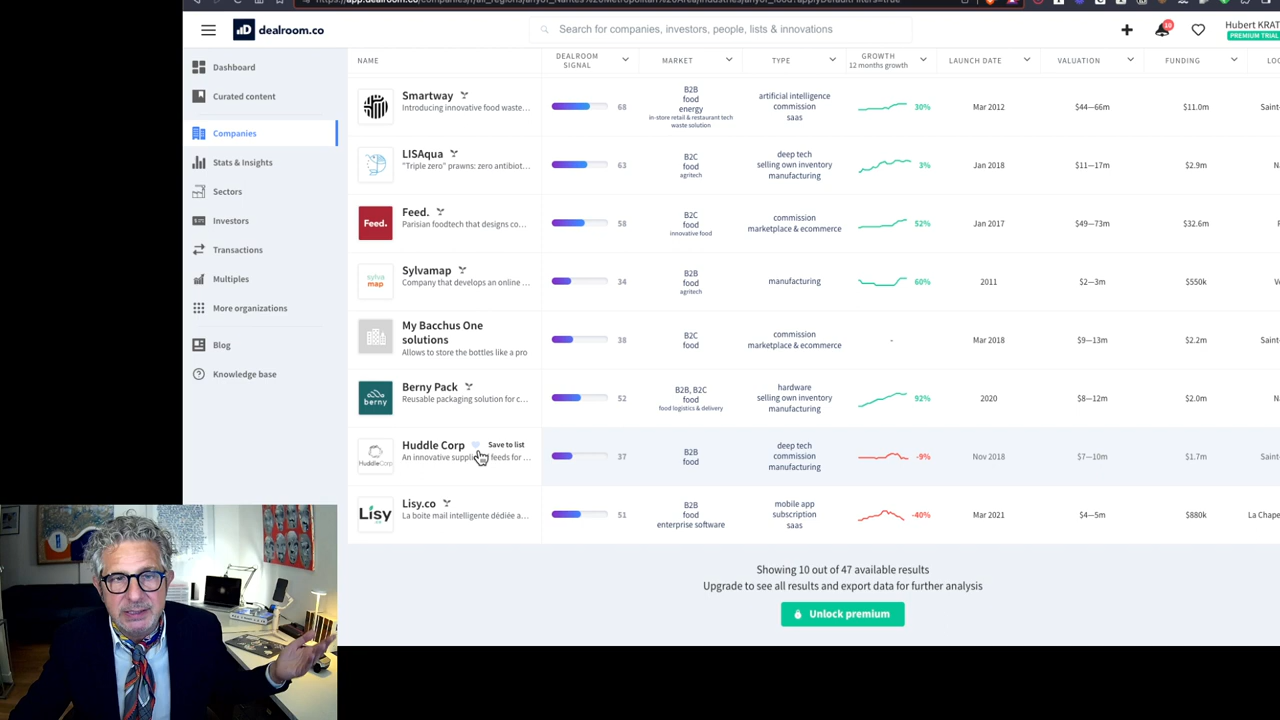 dealroom.co
Search for companies, investors, people, lists & innovations
10
Hubert KRAT
PREMIUM TRIAL
Dashboard
Curated content
Companies
Stats & Insights
Sectors
Investors
Transactions
Multiples
More organizations
Blog
Knowledge base
NAME
DEALROOM
SIGNAL
MARKET
TYPE
GROWTH
12 months growth
LAUNCH DATE
VALUATION
FUNDING
LOC
Smartway
Introducing innovative food waste...
68
B2B
food
energy
in-store retail & restaurant tech
waste solution
artificial intelligence
commission
saas
30%
Mar 2012
$44—66m
$11.0m
Saint
LISAqua
"Triple zero" prawns: zero antibiot...
63
B2C
food
agritech
deep tech
selling own inventory
manufacturing
3%
Jan 2018
$11—17m
$2.9m
Feed.
Feed.
Parisian foodtech that designs co...
58
B2C
food
innovative food
commission
marketplace & ecommerce
52%
Jan 2017
$49—73m
$32.6m
sylva
map
Sylvamap
Company that develops an online ...
34
B2B
food
agritech
manufacturing
60%
2011
$2—3m
$550k
My Bacchus One
solutions
Allows to store the bottles like a pro
38
B2C
food
commission
marketplace & ecommerce
-
Mar 2018
$9—13m
$2.2m
Saint
berny
Berny Pack
Reusable packaging solution for c...
52
B2B, B2C
food
food logistics & delivery
hardware
selling own inventory
manufacturing
92%
2020
$8—12m
$2.0m
HuddleCorp
Huddle Corp
Save to list
An innovative suppli feeds for ...
37
B2B
food
deep tech
commission
manufacturing
-9%
Nov 2018
$7—10m
$1.7m
Saint
Lisy
Lisy.co
La boite mail intelligente dédiée a...
51
B2B
food
enterprise software
mobile app
subscription
saas
-40%
Mar 2021
$4—5m
$880k
La Chape
Showing 10 out of 47 available results
Upgrade to see all results and export data for further analysis
Unlock premium